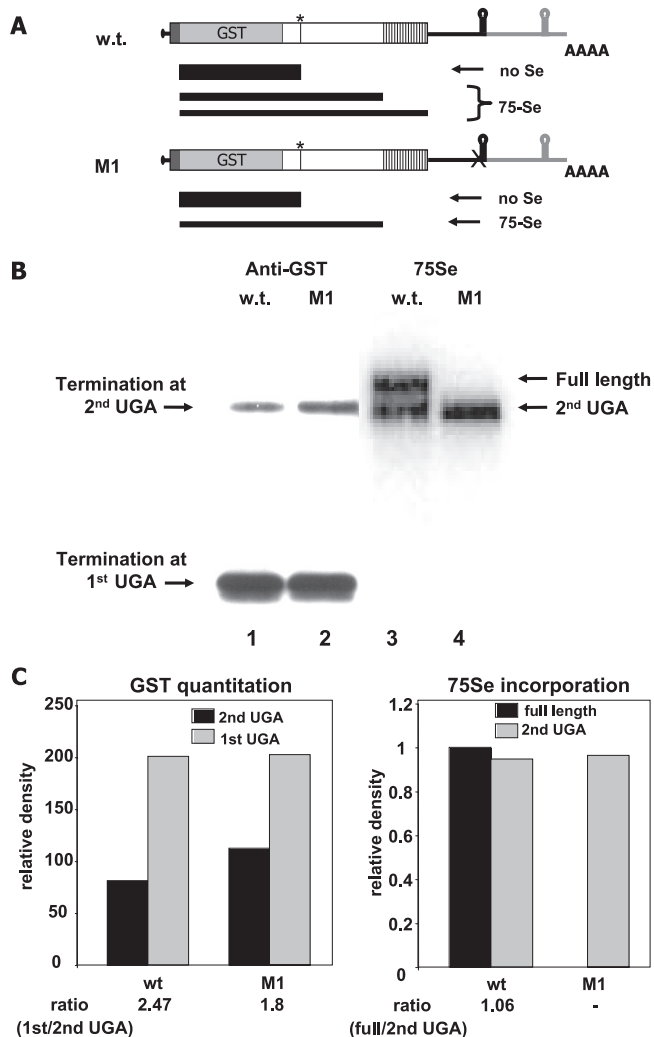 A
w.t.
GST
*
AAAA
no Se
75-Se
M1
GST
*
X
AAAA
no Se
75-Se
B
Anti-GST 75Se
w.t. M1 w.t. M1
Termination at
2nd UGA
Full length
2nd UGA
Termination at
1st UGA
1 2 3 4
C
GST quantitation
250
200
150
100
50
0
relative density
2nd UGA
1st UGA
wt M1
ratio 2.47 1.8
(1st/2nd UGA)
75Se incorporation
1.2
1
0.8
0.6
0.4
0.2
0
relative density
full length
2nd UGA
wt M1
ratio 1.06 -
(full/2nd UGA)